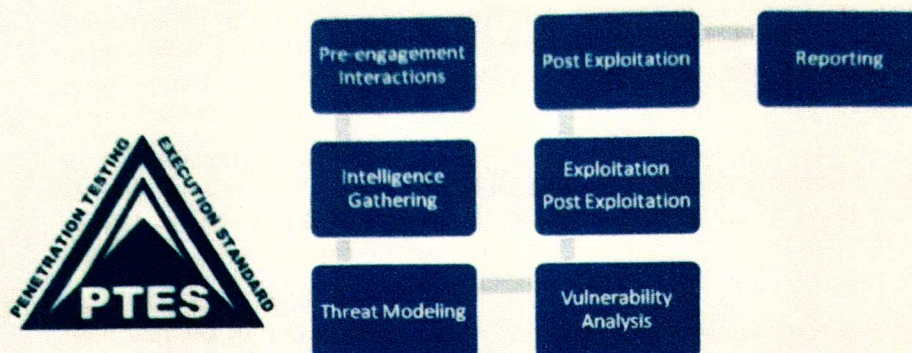 PENETRATION TESTING
EXECUTION STANDARD
PTES
Pre-engagement
Interactions
Intelligence
Gathering
Threat Modeling
Vulnerability
Analysis
Exploitation
Post Exploitation
Post Exploitation
Reporting